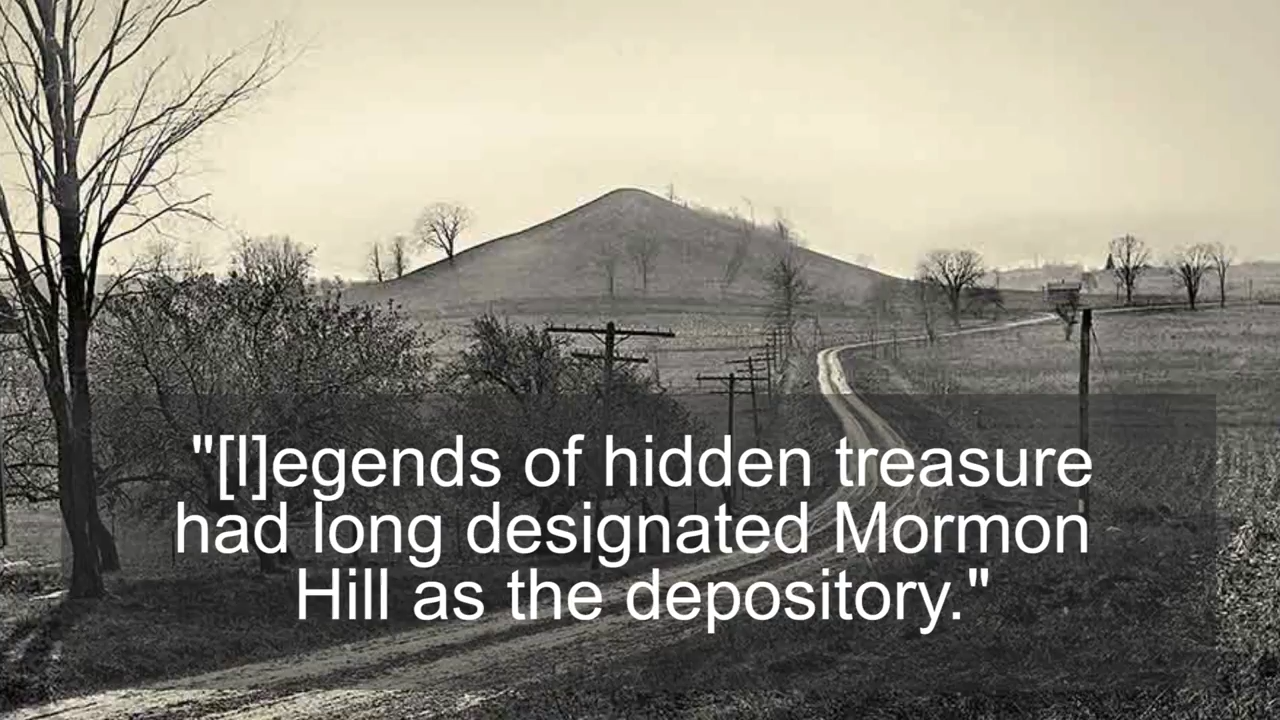 "[l]egends of hidden treasure
had long designated Mormon
Hill as the depository."